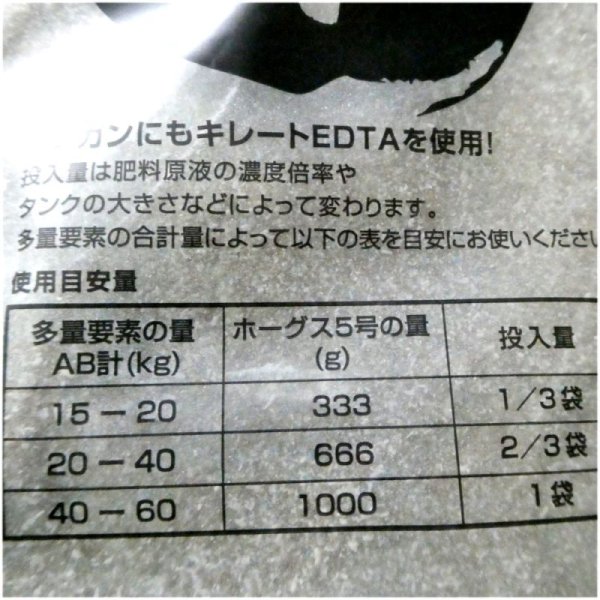 ガンにもキレートEDTAを使用!
投入量は肥料原液の濃度倍率や
タンクの大きさなどによって変わります。
多量要素の合計量によって以下の表を目安にお使いください
使用目安量
多量要素の量 AB計(kg) ホーグス5号の量 (g) 投入量
15－20 333 1/3袋
20－40 666 2/3袋
40－60 1000 1袋